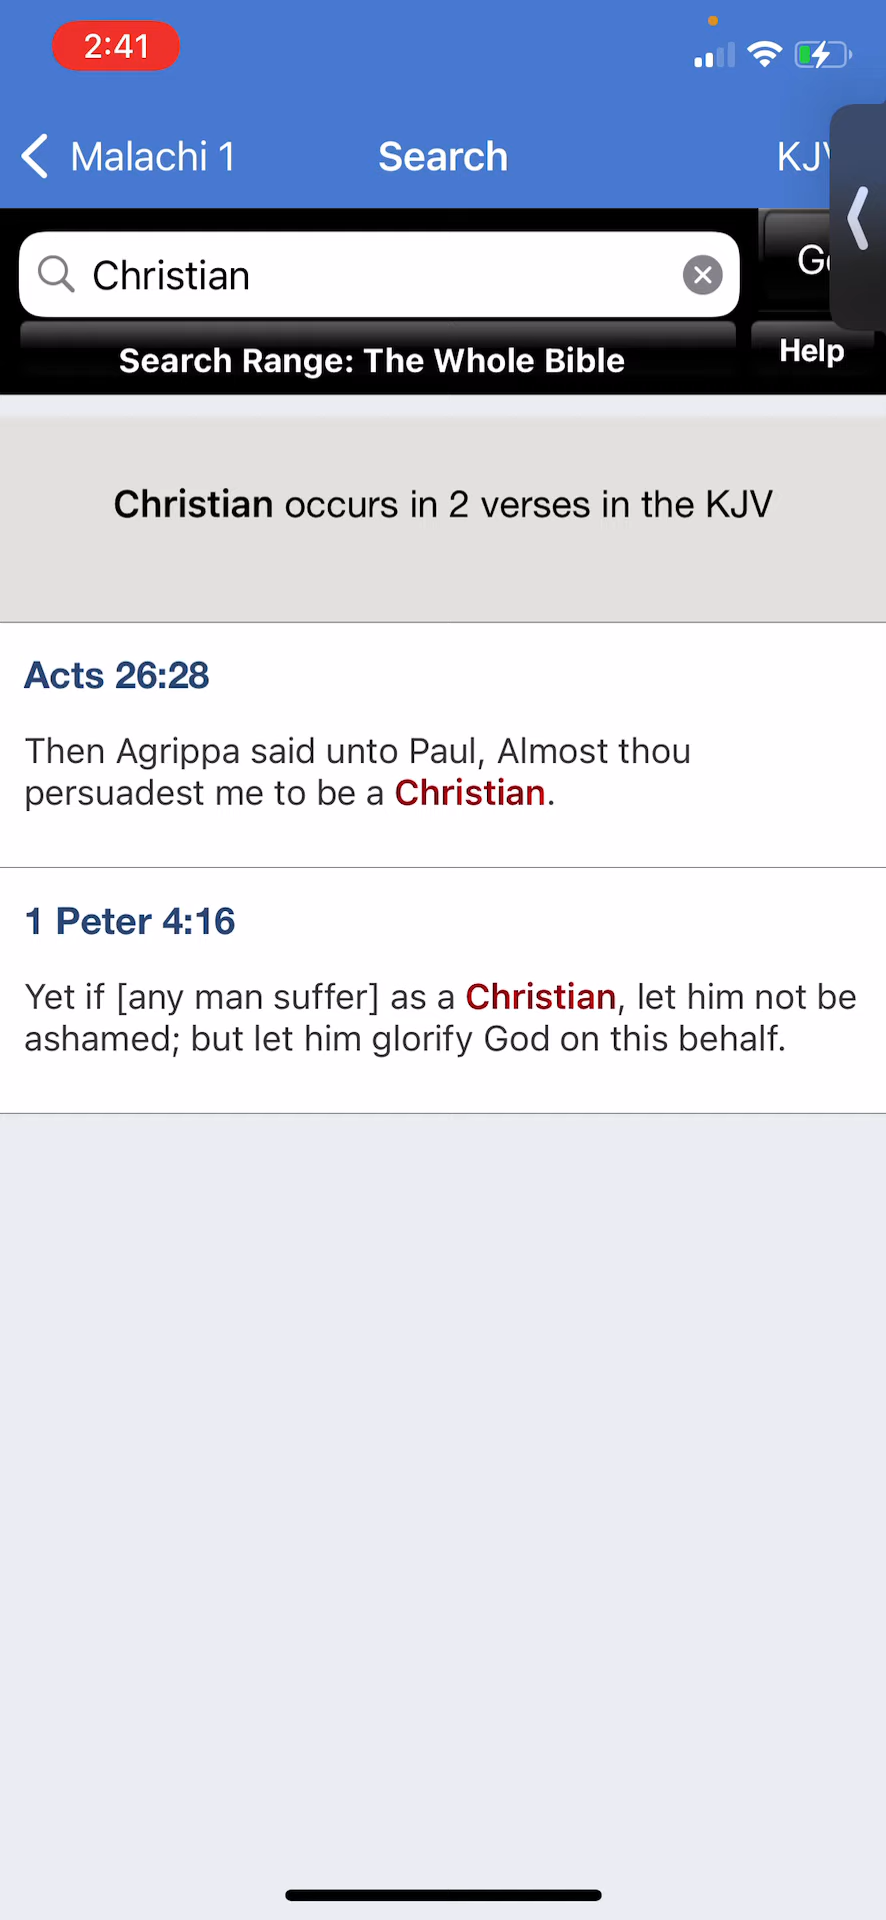 2:41
Malachi 1 Search
Christian
Search Range: The Whole Bible Help
Christian occurs in 2 verses in the KJV
Acts 26:28
Then Agrippa said unto Paul, Almost thou
persuadest me to be a Christian.
1 Peter 4:16
Yet if [any man suffer] as a Christian, let him not be
ashamed; but let him glorify God on this behalf.